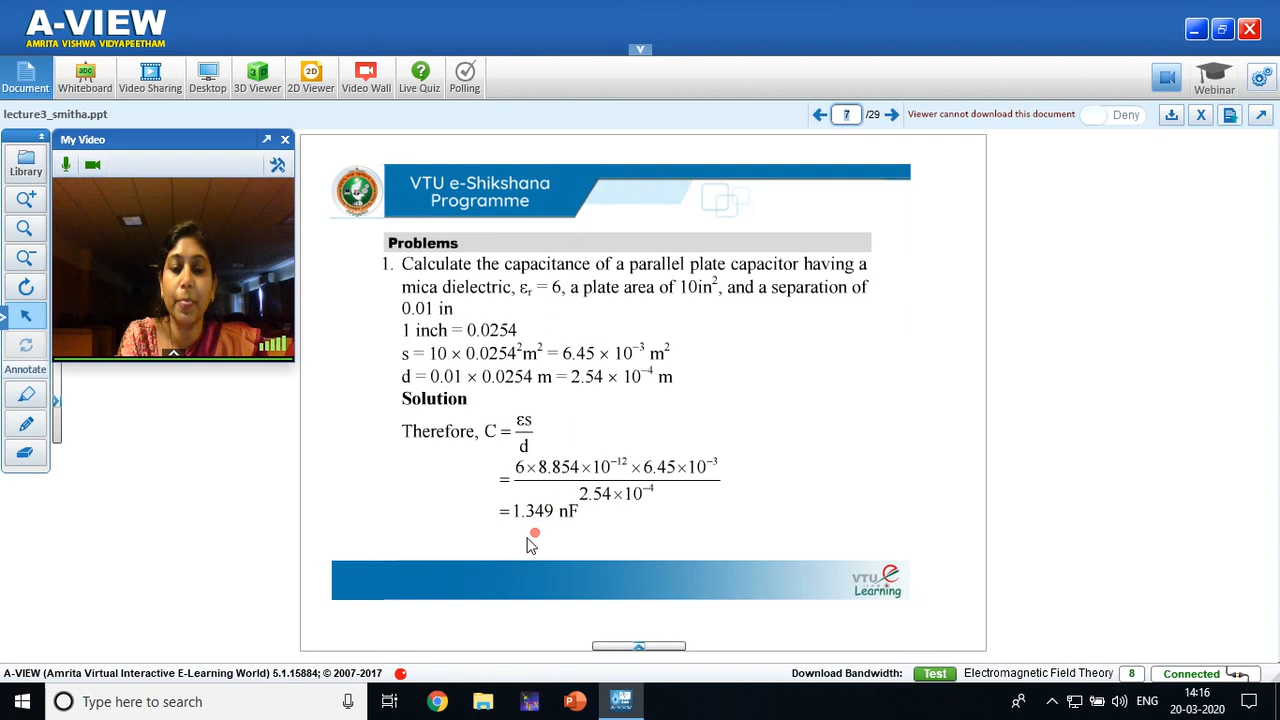 A-VIEW
AMRITA VISHWA VIDYAPEETHAM
Document
Whiteboard
Video Sharing
Desktop
3D Viewer
2D Viewer
Video Wall
Live Quiz
Polling
Webinar
lecture3_smitha.ppt
7 /29
Viewer cannot download this document
Deny
Library
My Video
Annotate
VTU e-Shikshana
Programme
Problems
1. Calculate the capacitance of a parallel plate capacitor having a
mica dielectric, εr = 6, a plate area of 10in², and a separation of
0.01 in
1 inch = 0.0254
s = 10 × 0.0254²m² = 6.45 × 10⁻³ m²
d = 0.01 × 0.0254 m = 2.54 × 10⁻⁴ m
Solution
Therefore, C = εs/d
= 6×8.854×10⁻¹²×6.45×10⁻³ / 2.54×10⁻⁴
= 1.349 nF
VTU e
Learning
A-VIEW (Amrita Virtual Interactive E-Learning World) 5.1.15884; © 2007-2017
Download Bandwidth: Test Electromagnetic Field Theory 8 Connected
Type here to search
ENG
14:16
20-03-2020